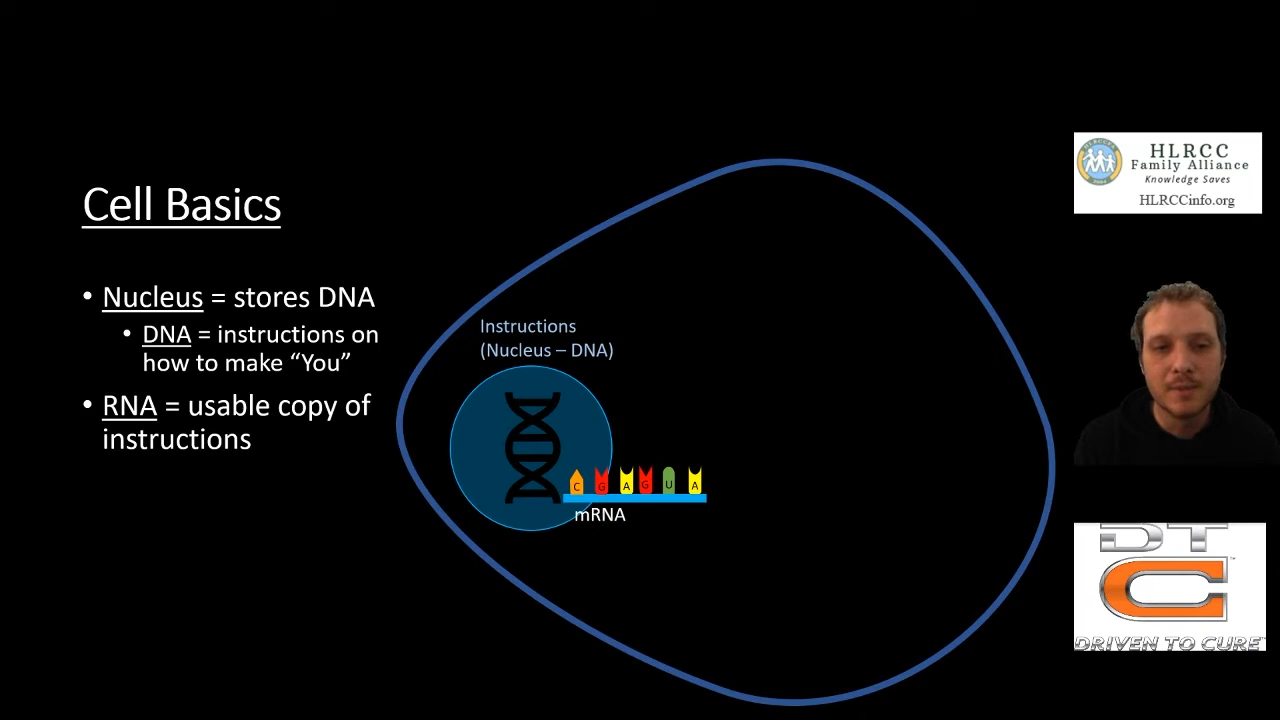 Cell Basics
• Nucleus = stores DNA
• DNA = instructions on
how to make “You”
• RNA = usable copy of
instructions
Instructions
(Nucleus – DNA)
C G A G U A
mRNA
HLRCC
Family Alliance
Knowledge Saves
HLRCCinfo.org
DT
C
DRIVEN TO CURE